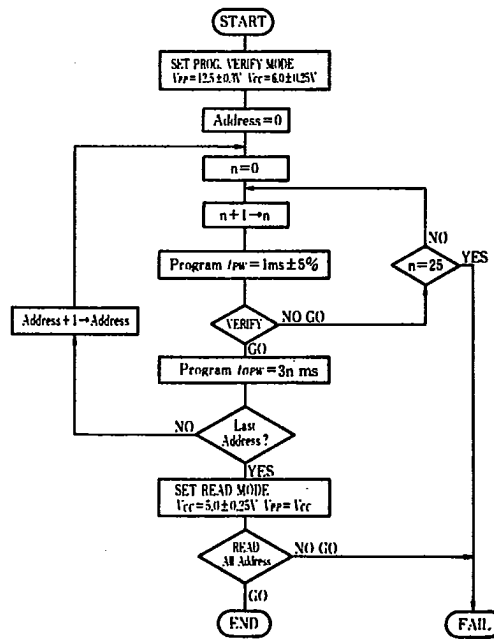 START
SET PROG. VERIFY MODE
VPP=12.5±0.3V VCC=6.0±0.25V
Address=0
n=0
n+1→n
NO
Program tPW=1ms±5%
n=25
YES
Address+1→Address
VERIFY
NO GO
GO
Program tOPW=3n ms
NO
Last
Address?
YES
SET READ MODE
VCC=5.0±0.25V VPP=VCC
READ
All Address
NO GO
GO
END
FAIL